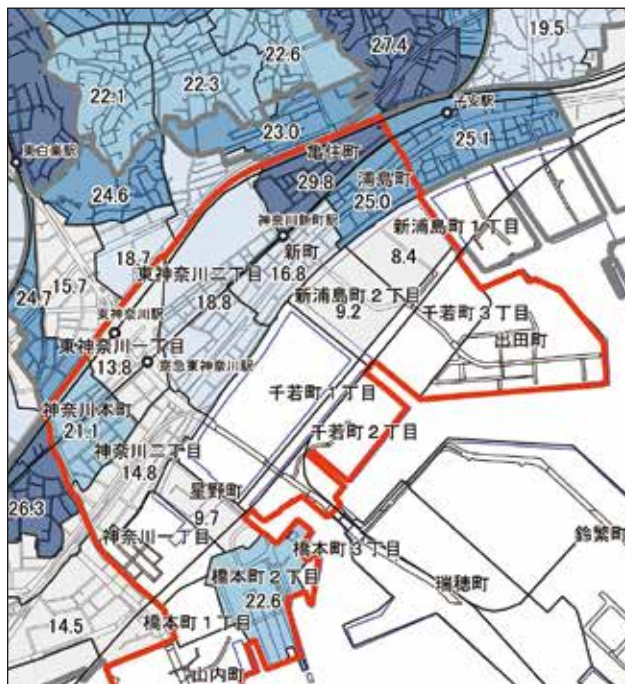 19.5
27.4
22.6
22.3
22.1
子安駅
23.0
25.1
東白楽駅
亀住町
29.8
浦島町
25.0
24.6
神奈川新町駅
新浦島町1丁目
8.4
新町
16.8
18.7
東神奈川二丁目
18.8
15.7
24.7
新浦島町2丁目
9.2
千若町3丁目
出田町
東神奈川駅
東神奈川一丁目
13.8
京急東神奈川駅
千若町1丁目
神奈川本町
21.1
千若町2丁目
神奈川二丁目
14.8
星野町
9.7
26.3
神奈川一丁目
橋本町3丁目
鈴繁町
橋本町2丁目
22.6
瑞穂町
14.5
橋本町1丁目
山内町